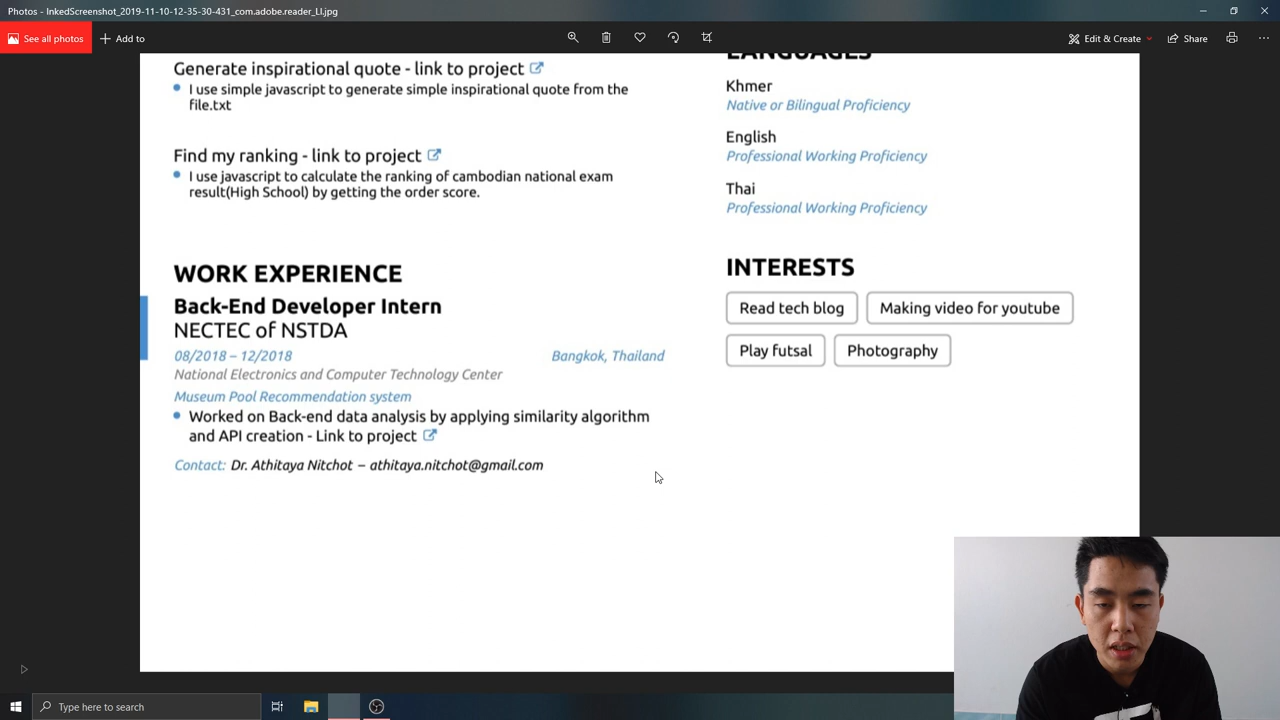 Photos - InkedScreenshot_2019-11-10-12-35-30-431_com.adobe.reader_LI.jpg
See all photos
Add to
Edit & Create
Share
Generate inspirational quote - link to project
I use simple javascript to generate simple inspirational quote from the
file.txt
Find my ranking - link to project
I use javascript to calculate the ranking of cambodian national exam
result(High School) by getting the order score.
WORK EXPERIENCE
Back-End Developer Intern
NECTEC of NSTDA
08/2018 – 12/2018 Bangkok, Thailand
National Electronics and Computer Technology Center
Museum Pool Recommendation system
Worked on Back-end data analysis by applying similarity algorithm
and API creation - Link to project
Contact: Dr. Athitaya Nitchot – athitaya.nitchot@gmail.com
LANGUAGES
Khmer
Native or Bilingual Proficiency
English
Professional Working Proficiency
Thai
Professional Working Proficiency
INTERESTS
Read tech blog
Making video for youtube
Play futsal
Photography
Type here to search